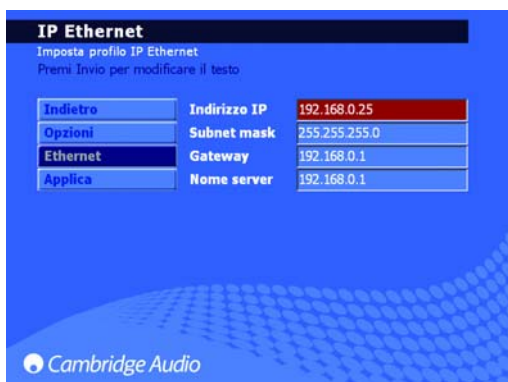 IP Ethernet
Imposta profilo IP Ethernet
Premi Invio per modificare il testo
Indietro Indirizzo IP 192.168.0.25
Opzioni Subnet mask 255.255.255.0
Ethernet Gateway 192.168.0.1
Applica Nome server 192.168.0.1
Cambridge Audio